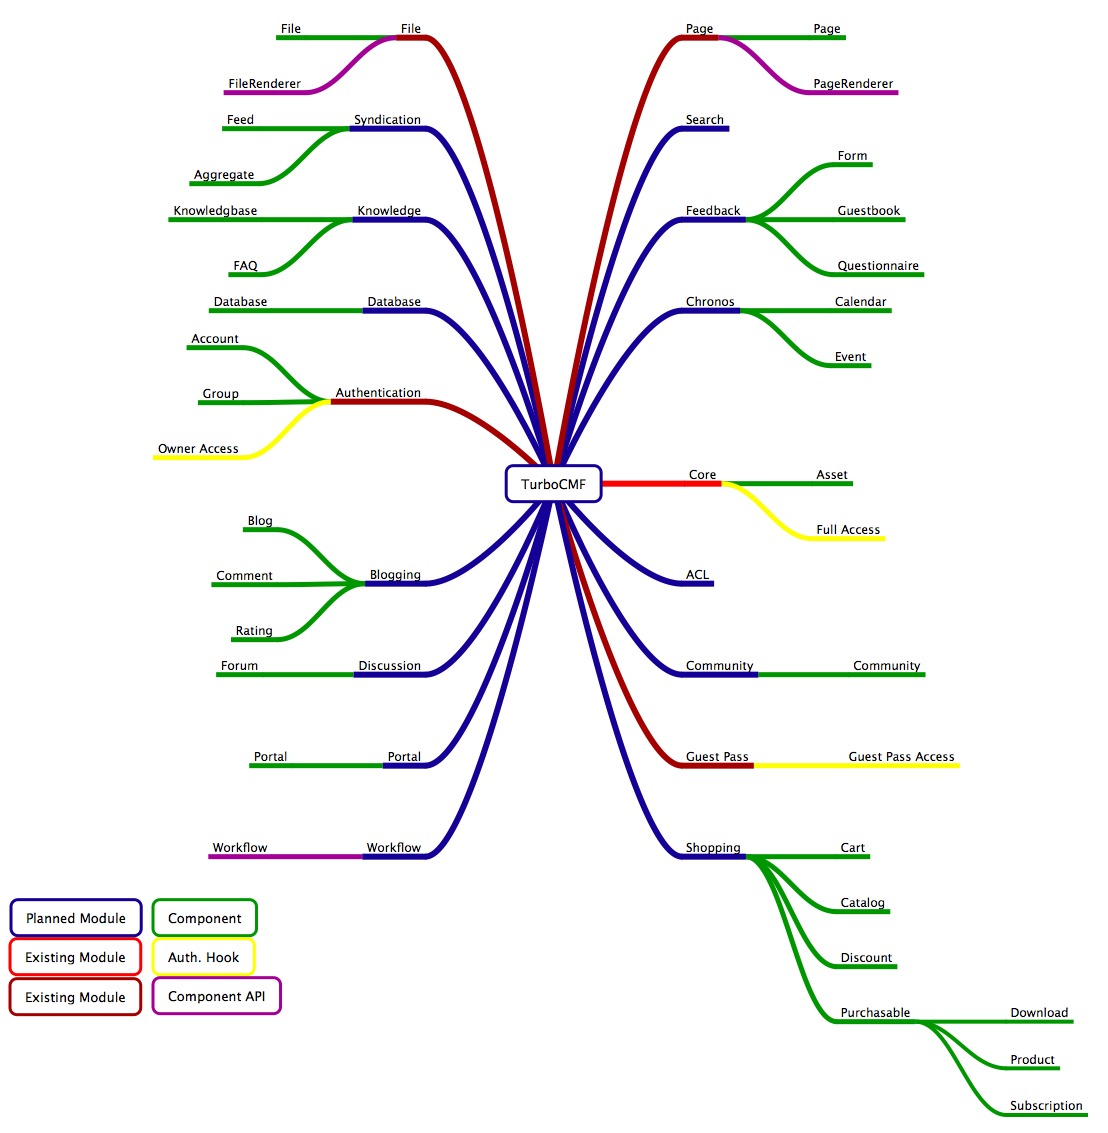 File
File
FileRenderer
Feed
Syndication
Aggregate
Knowledgbase
Knowledge
FAQ
Database
Database
Account
Group
Authentication
Owner Access
TurboCMF
Blog
Comment
Blogging
Rating
Forum
Discussion
Portal
Portal
Workflow
Workflow
Page
Page
PageRenderer
Search
Form
Feedback
Guestbook
Questionnaire
Chronos
Calendar
Event
Core
Asset
Full Access
ACL
Community
Community
Guest Pass
Guest Pass Access
Shopping
Cart
Catalog
Discount
Purchasable
Download
Product
Subscription
Planned Module
Component
Existing Module
Auth. Hook
Existing Module
Component API